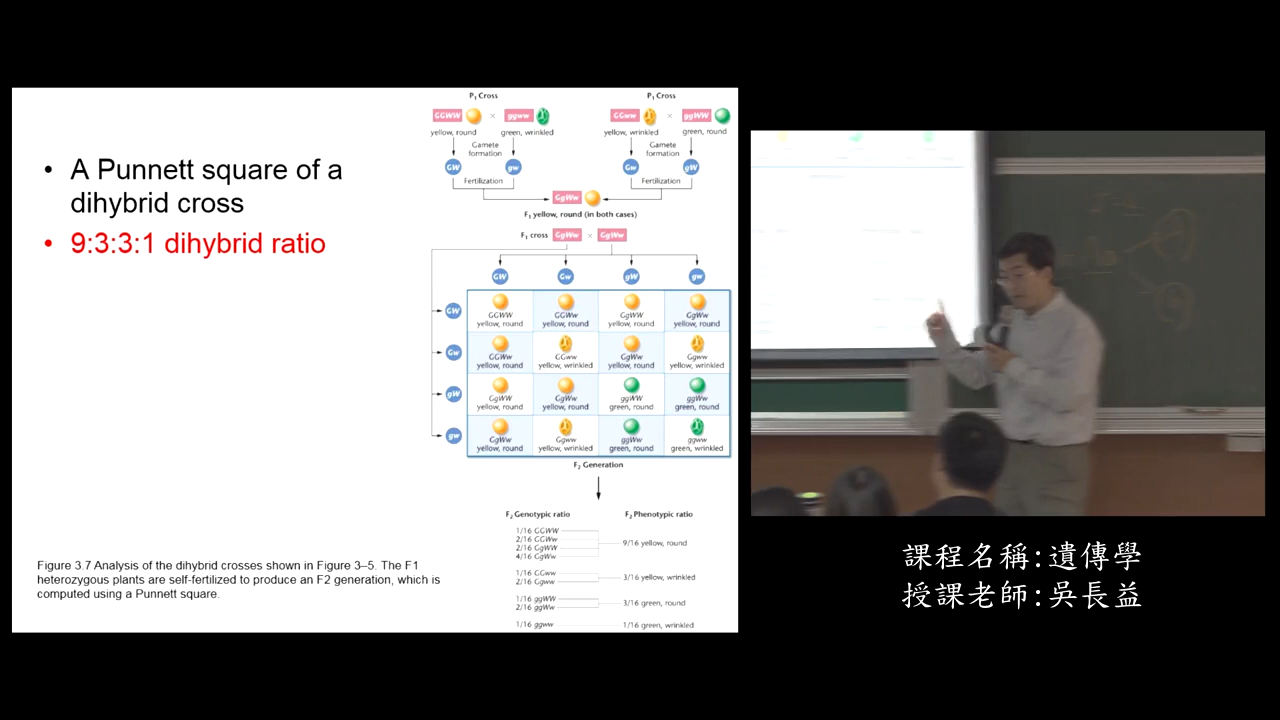 • A Punnett square of a
dihybrid cross
• 9:3:3:1 dihybrid ratio
Figure 3.7 Analysis of the dihybrid crosses shown in Figure 3–5. The F1
heterozygous plants are self-fertilized to produce an F2 generation, which is
computed using a Punnett square.
P1 Cross P1 Cross
GGWW × ggww GGww × ggWW
yellow, round green, wrinkled yellow, wrinkled green, round
Gamete formation Gamete formation
GW gw Gw gW
Fertilization Fertilization
GgWw
F1 yellow, round (in both cases)
F1 cross GgWw × GgWw
GW Gw gW gw
GW GGWW GGWw GgWW GgWw
yellow, round yellow, round yellow, round yellow, round
Gw GGWw GGww GgWw Ggww
yellow, round yellow, wrinkled yellow, round yellow, wrinkled
gW GgWW GgWw ggWW ggWw
yellow, round yellow, round green, round green, round
gw GgWw Ggww ggWw ggww
yellow, round yellow, wrinkled green, round green, wrinkled
F2 Generation
F2 Genotypic ratio F2 Phenotypic ratio
1/16 GGWW
2/16 GGWw
2/16 GgWW
4/16 GgWw
9/16 yellow, round
1/16 GGww
2/16 Ggww
3/16 yellow, wrinkled
1/16 ggWW
2/16 ggWw
3/16 green, round
1/16 ggww 1/16 green, wrinkled
課程名稱:遺傳學
授課老師:吳長益